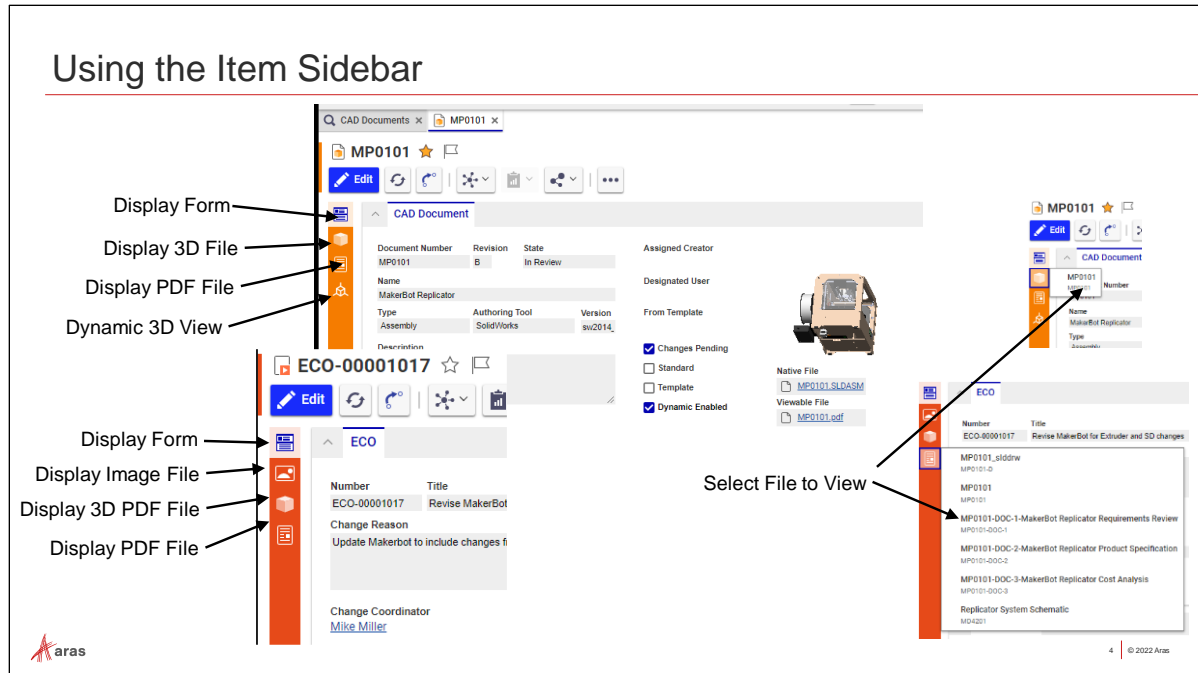 Using the Item Sidebar
CAD Documents
MP0101
MP0101
Edit
Display Form
Display 3D File
Display PDF File
Dynamic 3D View
CAD Document
Document Number Revision State Assigned Creator
MP0101 B In Review
Name Designated User
MakerBot Replicator
Type Authoring Tool Version From Template
Assembly SolidWorks sw2014_
Description
Changes Pending
Standard
Template
Dynamic Enabled
Native File
MP0101.SLDASM
Viewable File
MP0101.pdf
MP0101
Edit
CAD Document
MP0101
MP0101
Number
Name
MakerBot Replicator
Type
Assembly
ECO-00001017
Edit
Display Form
Display Image File
Display 3D PDF File
Display PDF File
ECO
Number Title
ECO-00001017 Revise MakerBot
Change Reason
Update Makerbot to include changes f
Change Coordinator
Mike Miller
Select File to View
ECO
Number Title
ECO-00001017 Revise MakerBot for Extruder and SD changes
MP0101_slddrw
MP0101-D
MP0101
MP0101
MP0101-DOC-1-MakerBot Replicator Requirements Review
MP0101-DOC-1
MP0101-DOC-2-MakerBot Replicator Product Specification
MP0101-DOC-2
MP0101-DOC-3-MakerBot Replicator Cost Analysis
MP0101-DOC-3
Replicator System Schematic
MD4201
aras
4 © 2022 Aras